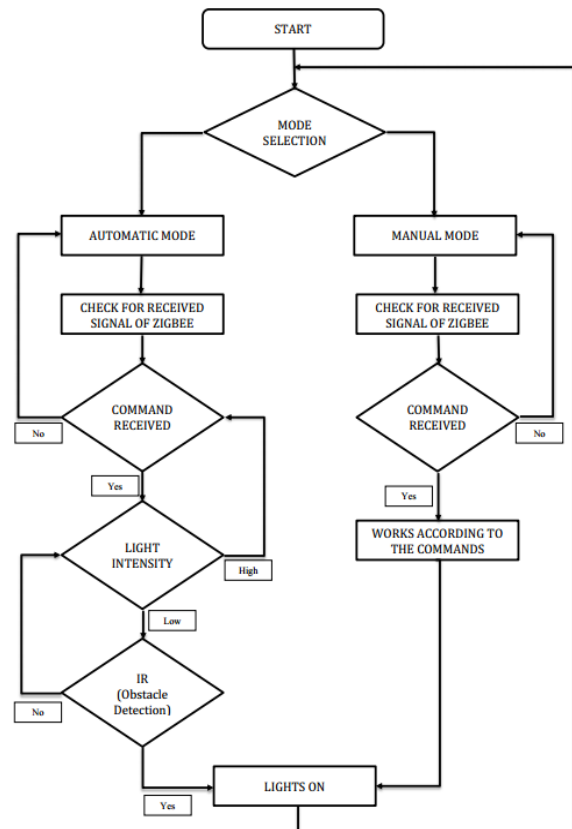 START
MODE
SELECTION
AUTOMATIC MODE
MANUAL MODE
CHECK FOR RECEIVED
SIGNAL OF ZIGBEE
CHECK FOR RECEIVED
SIGNAL OF ZIGBEE
COMMAND
RECEIVED
No
COMMAND
RECEIVED
No
Yes
Yes
LIGHT
INTENSITY
High
WORKS ACCORDING TO
THE COMMANDS
Low
IR
(Obstacle
Detection)
No
Yes
LIGHTS ON